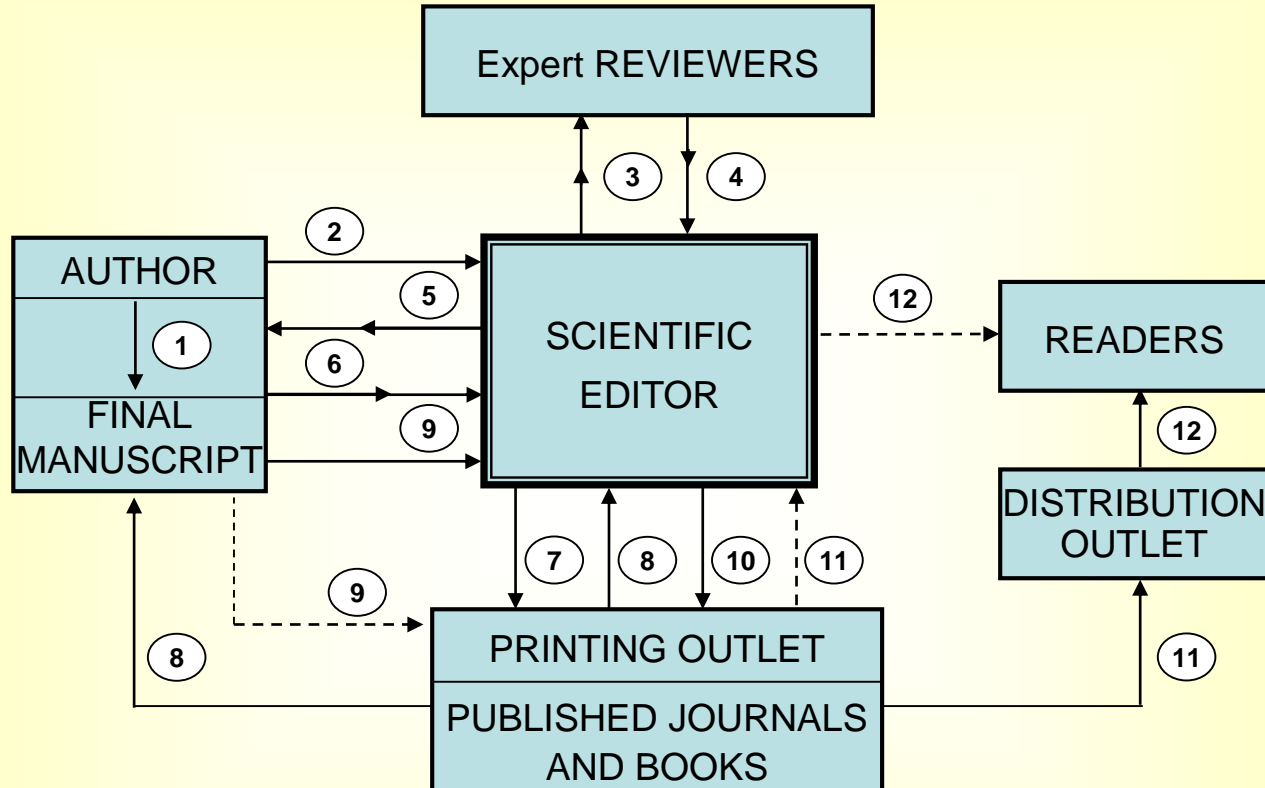 Expert REVIEWERS
3
4
2
AUTHOR
5
12
1
SCIENTIFIC
EDITOR
READERS
6
FINAL
MANUSCRIPT
9
12
DISTRIBUTION
OUTLET
7
8
10
11
9
PRINTING OUTLET
8
11
PUBLISHED JOURNALS
AND BOOKS